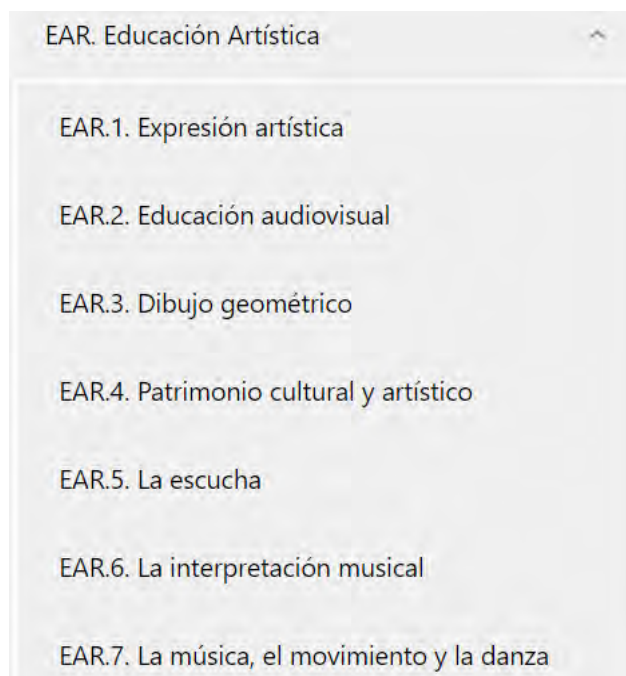 EAR. Educación Artística
EAR.1. Expresión artística
EAR.2. Educación audiovisual
EAR.3. Dibujo geométrico
EAR.4. Patrimonio cultural y artístico
EAR.5. La escucha
EAR.6. La interpretación musical
EAR.7. La música, el movimiento y la danza